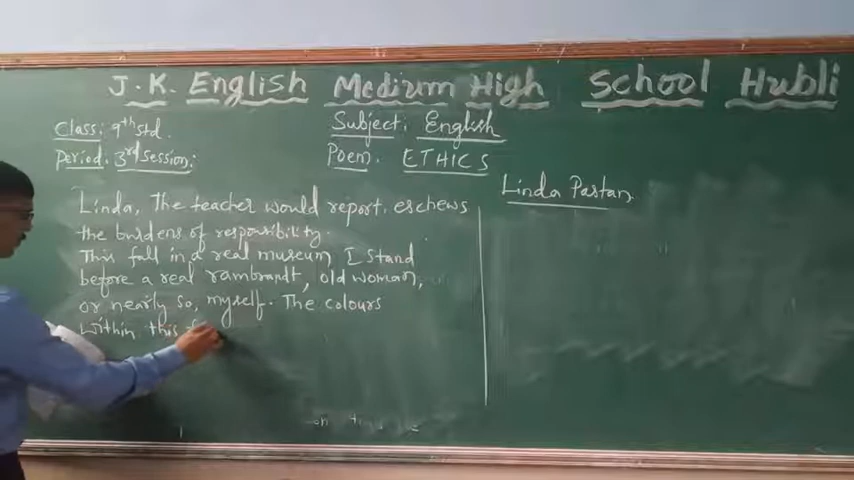 J.K. English Medium High School Hubli
Class: 9th Std.
Subject: English
Period: 3rd Session:
Poem: ETHICS
Linda Pastan.
Linda, The teacher would report, eschews
the burdens of responsibility.
This fall in a real museum I stand
before a real rambrandt, old woman,
or nearly so, myself. The colours
within this